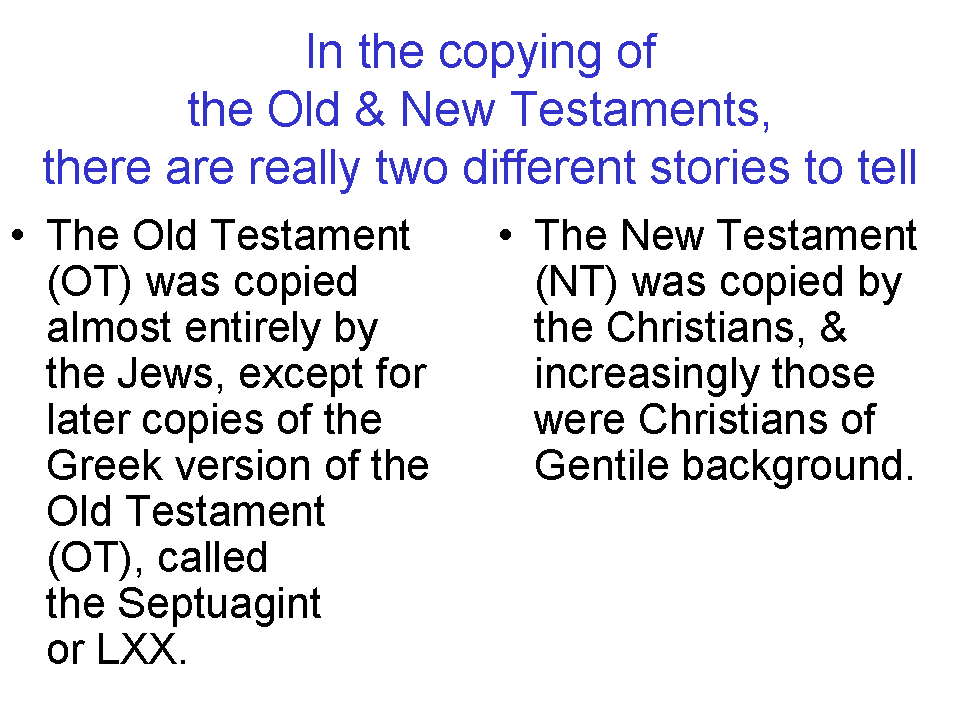 In the copying of
the Old & New Testaments,
there are really two different stories to tell
• The Old Testament
(OT) was copied
almost entirely by
the Jews, except for
later copies of the
Greek version of the
Old Testament
(OT), called
the Septuagint
or LXX.
• The New Testament
(NT) was copied by
the Christians, &
increasingly those
were Christians of
Gentile background.